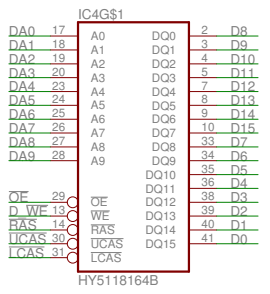 IC4G$1
DA0 17 A0 DQ0 2 D8
DA1 18 A1 DQ1 3 D9
DA2 19 A2 DQ2 4 D10
DA3 20 A3 DQ3 5 D11
DA4 23 A4 DQ4 7 D12
DA5 24 A5 DQ5 8 D13
DA6 25 A6 DQ6 9 D14
DA7 26 A7 DQ7 10 D15
DA8 27 A8 DQ8 33 D7
DA9 28 A9 DQ9 34 D6
DQ10 35 D5
DQ11 36 D4
OE 29 OE DQ12 38 D3
D_WE 13 WE DQ13 39 D2
RAS 14 RAS DQ14 40 D1
UCAS 30 UCAS DQ15 41 D0
LCAS 31 LCAS
HY5118164B